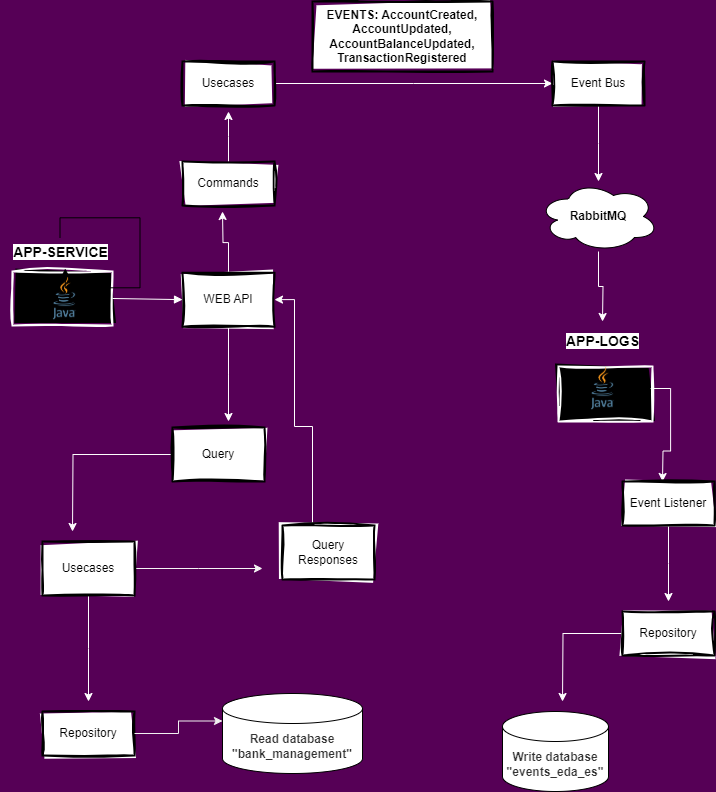 EVENTS: AccountCreated,
AccountUpdated,
AccountBalanceUpdated,
TransactionRegistered
Usecases
Event Bus
Commands
RabbitMQ
APP-SERVICE
Java
WEB API
APP-LOGS
Java
Query
Event Listener
Query
Responses
Usecases
Repository
Repository
Read database
"bank_management"
Write database
"events_eda_es"